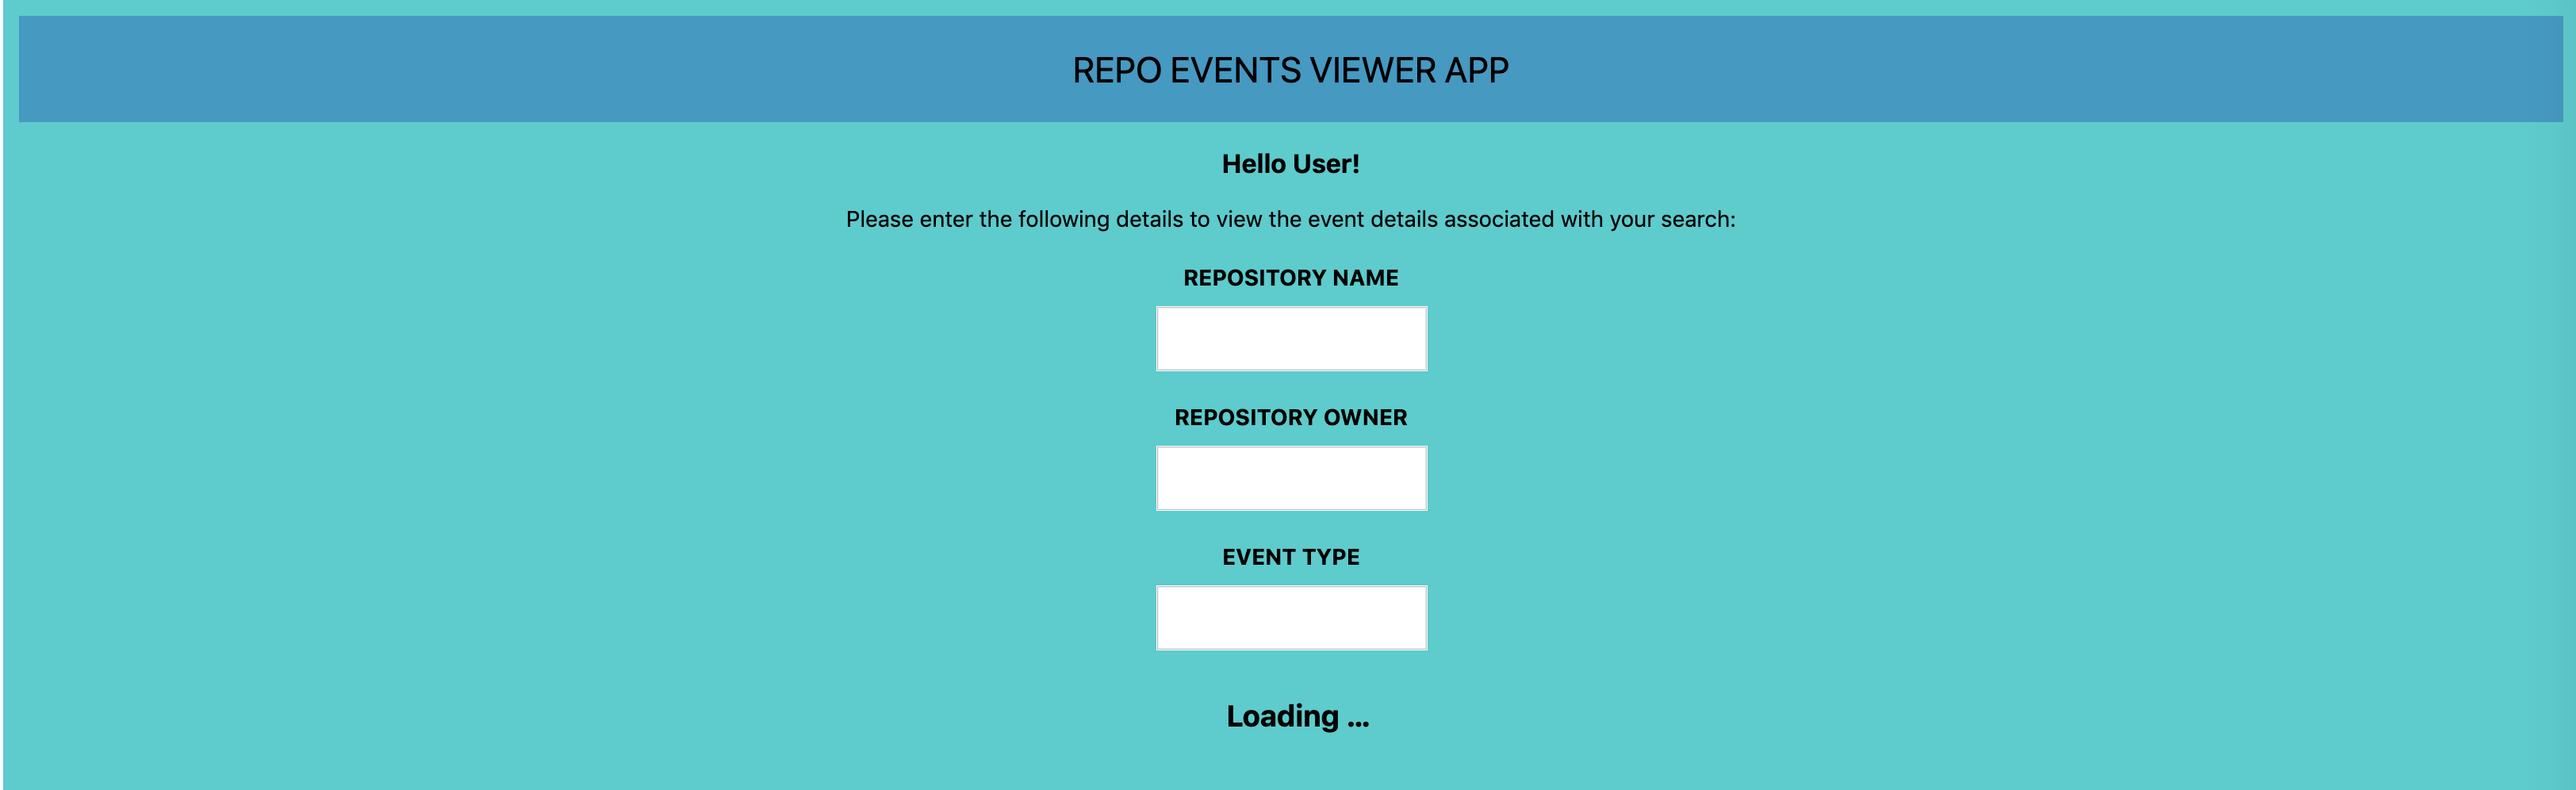 REPO EVENTS VIEWER APP
Hello User!
Please enter the following details to view the event details associated with your search:
REPOSITORY NAME
REPOSITORY OWNER
EVENT TYPE
Loading ...